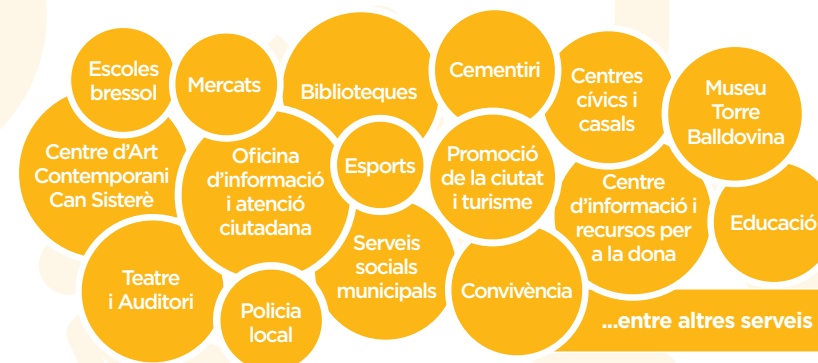 Escoles
bressol
Mercats
Biblioteques
Cementiri
Centres
cívics i
casals
Museu
Torre
Balldovina
Centre d'Art
Contemporani
Can Sisterè
Oficina
d'informació
i atenció
ciutadana
Esports
Promoció
de la ciutat
i turisme
Centre
d'informació i
recursos per
a la dona
Educació
Teatre
i Auditori
Policia
local
Serveis
socials
municipals
Convivència
...entre altres serveis